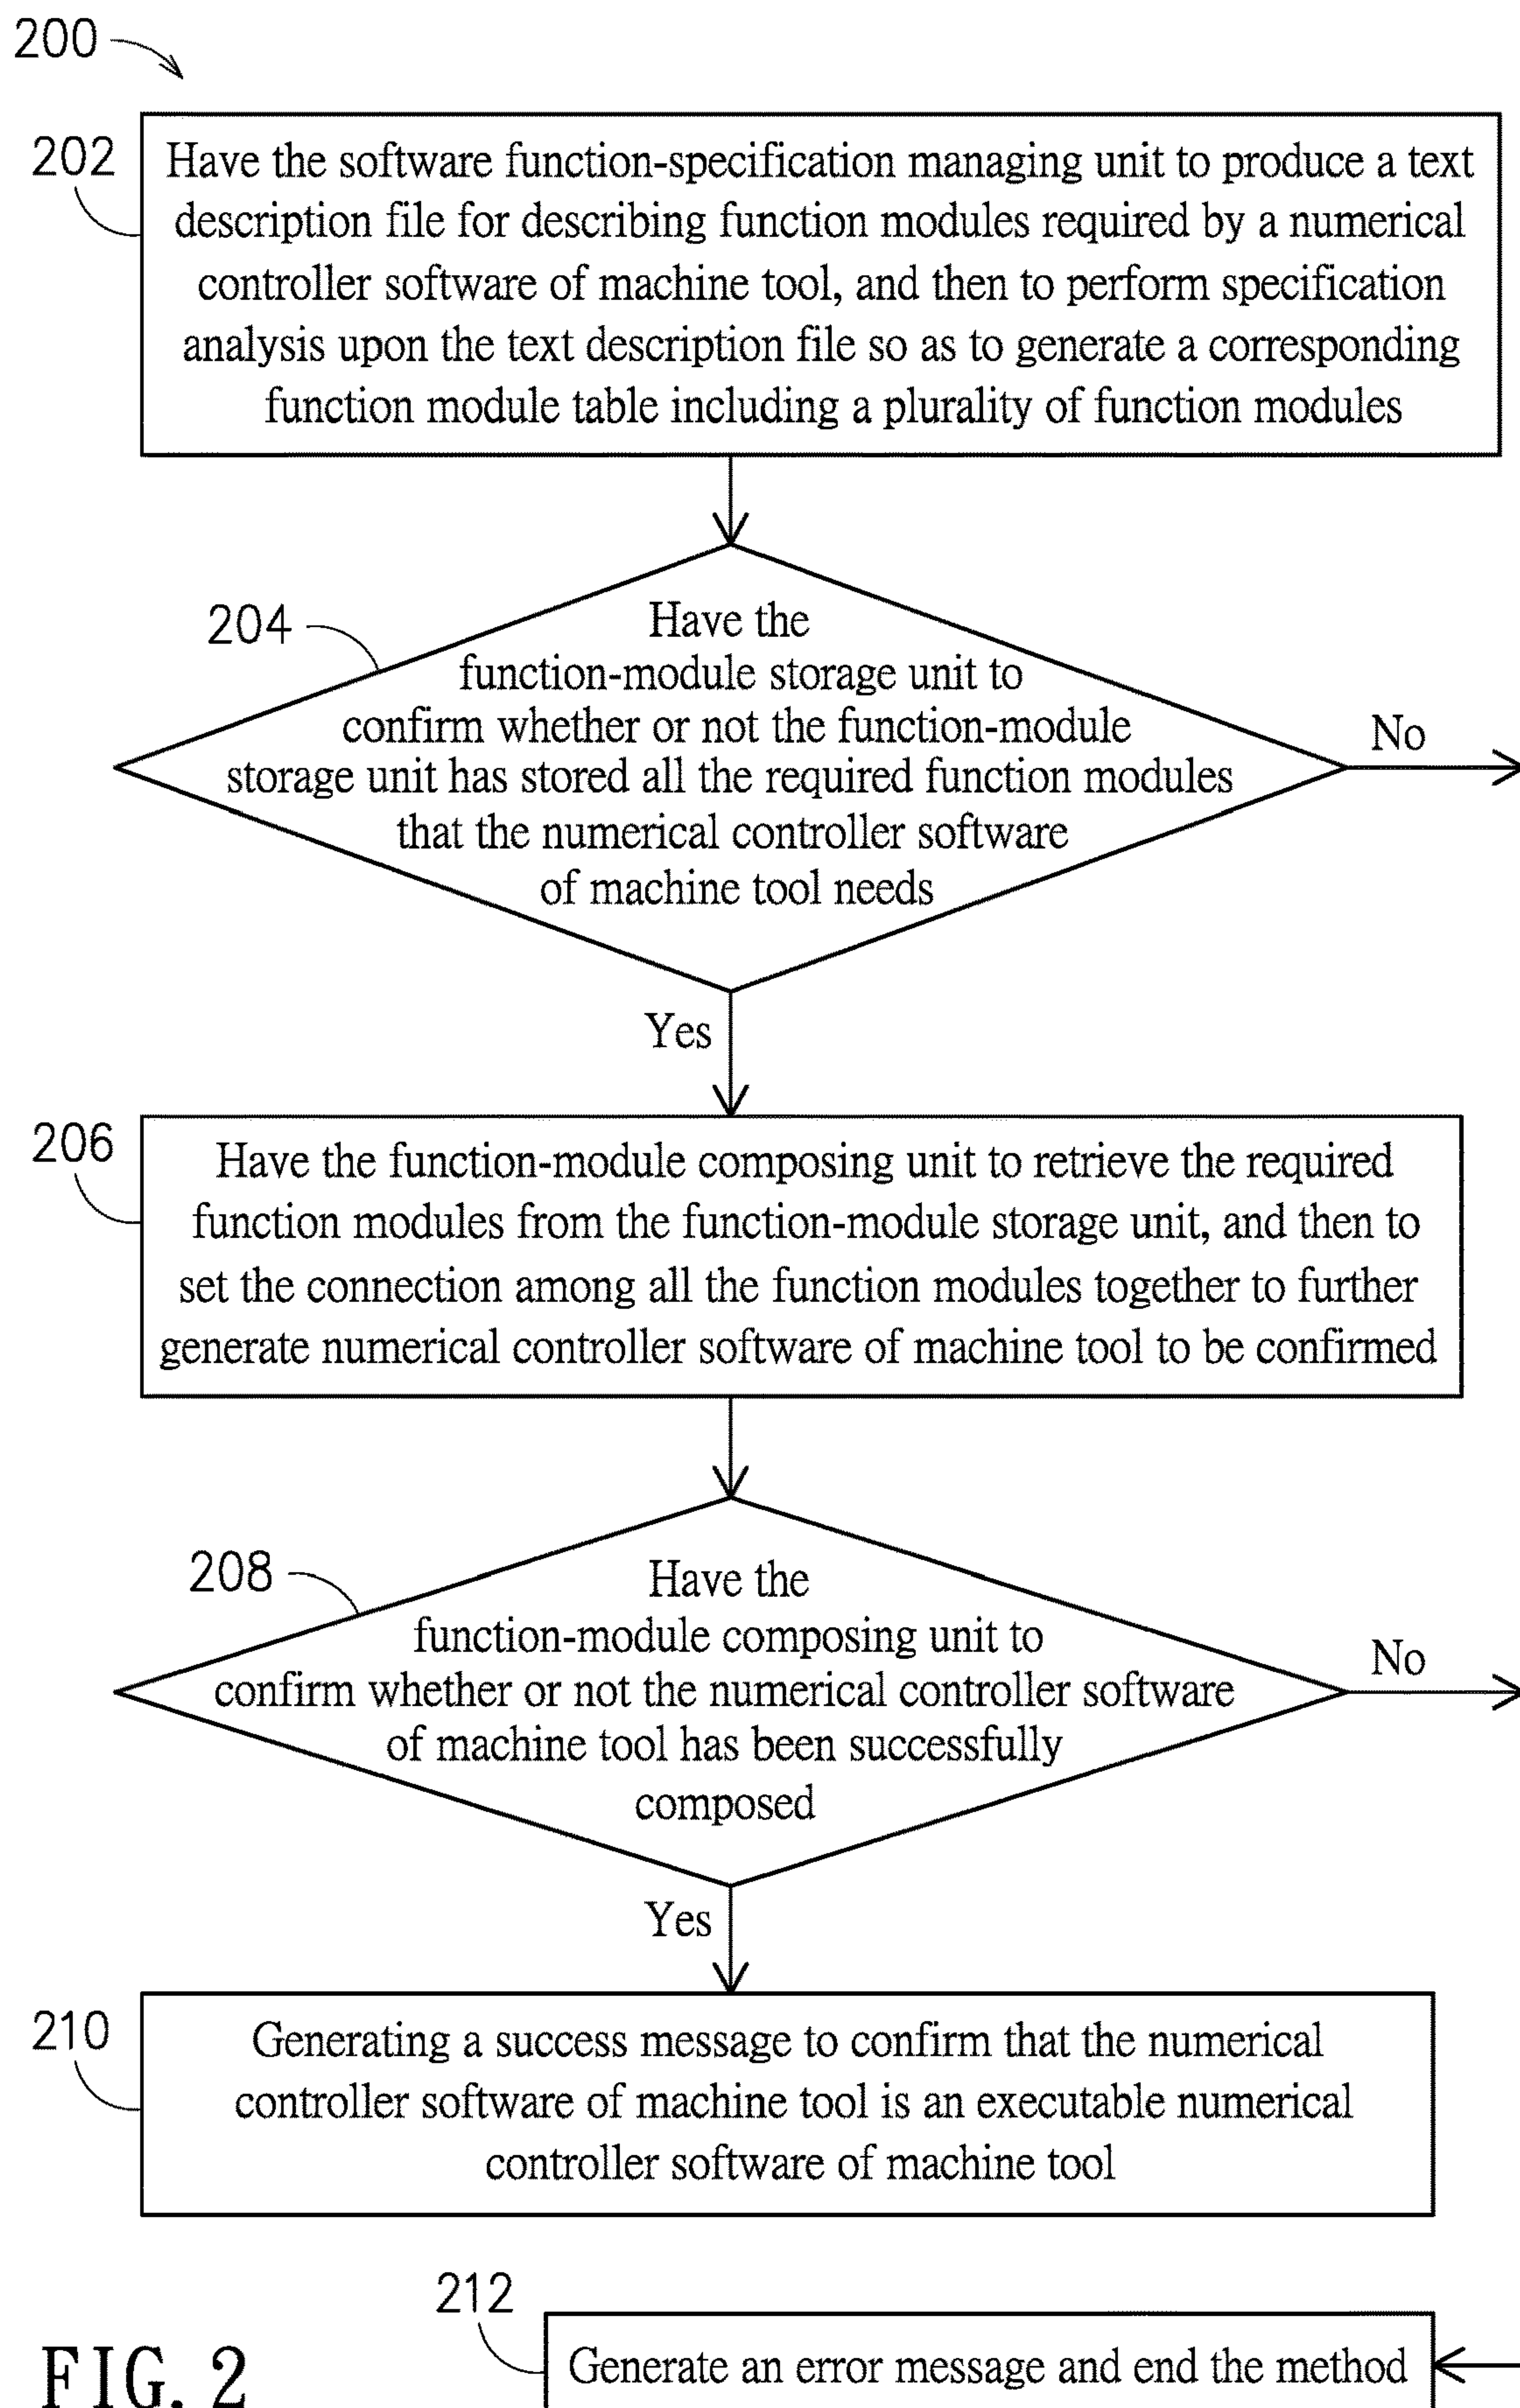 200
202
Have the software function-specification managing unit to produce a text
description file for describing function modules required by a numerical
controller software of machine tool, and then to perform specification
analysis upon the text description file so as to generate a corresponding
function module table including a plurality of function modules
204
Have the
function-module storage unit to
confirm whether or not the function-module
storage unit has stored all the required function modules
that the numerical controller software
of machine tool needs
No
Yes
206
Have the function-module composing unit to retrieve the required
function modules from the function-module storage unit, and then to
set the connection among all the function modules together to further
generate numerical controller software of machine tool to be confirmed
208
Have the
function-module composing unit to
confirm whether or not the numerical controller software
of machine tool has been successfully
composed
No
Yes
210
Generating a success message to confirm that the numerical
controller software of machine tool is an executable numerical
controller software of machine tool
212
Generate an error message and end the method
FIG. 2